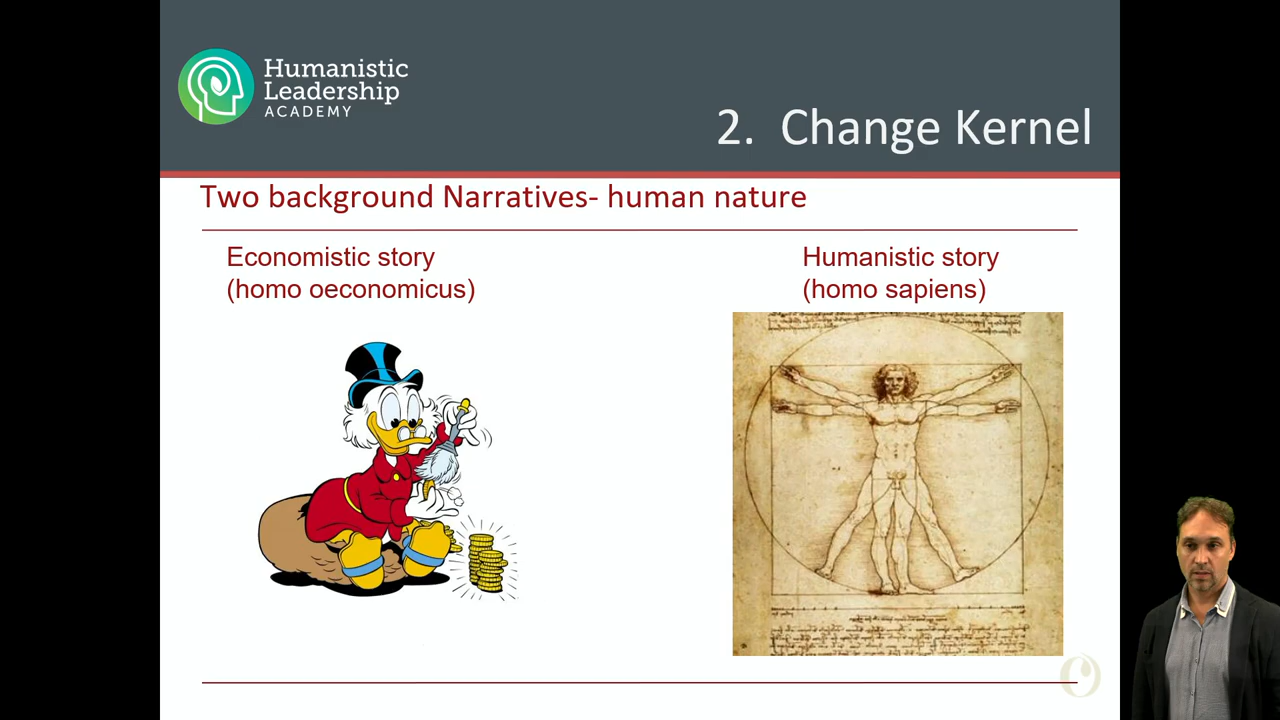 Humanistic
Leadership
ACADEMY
2. Change Kernel
Two background Narratives- human nature
Economistic story
(homo oeconomicus)
Humanistic story
(homo sapiens)